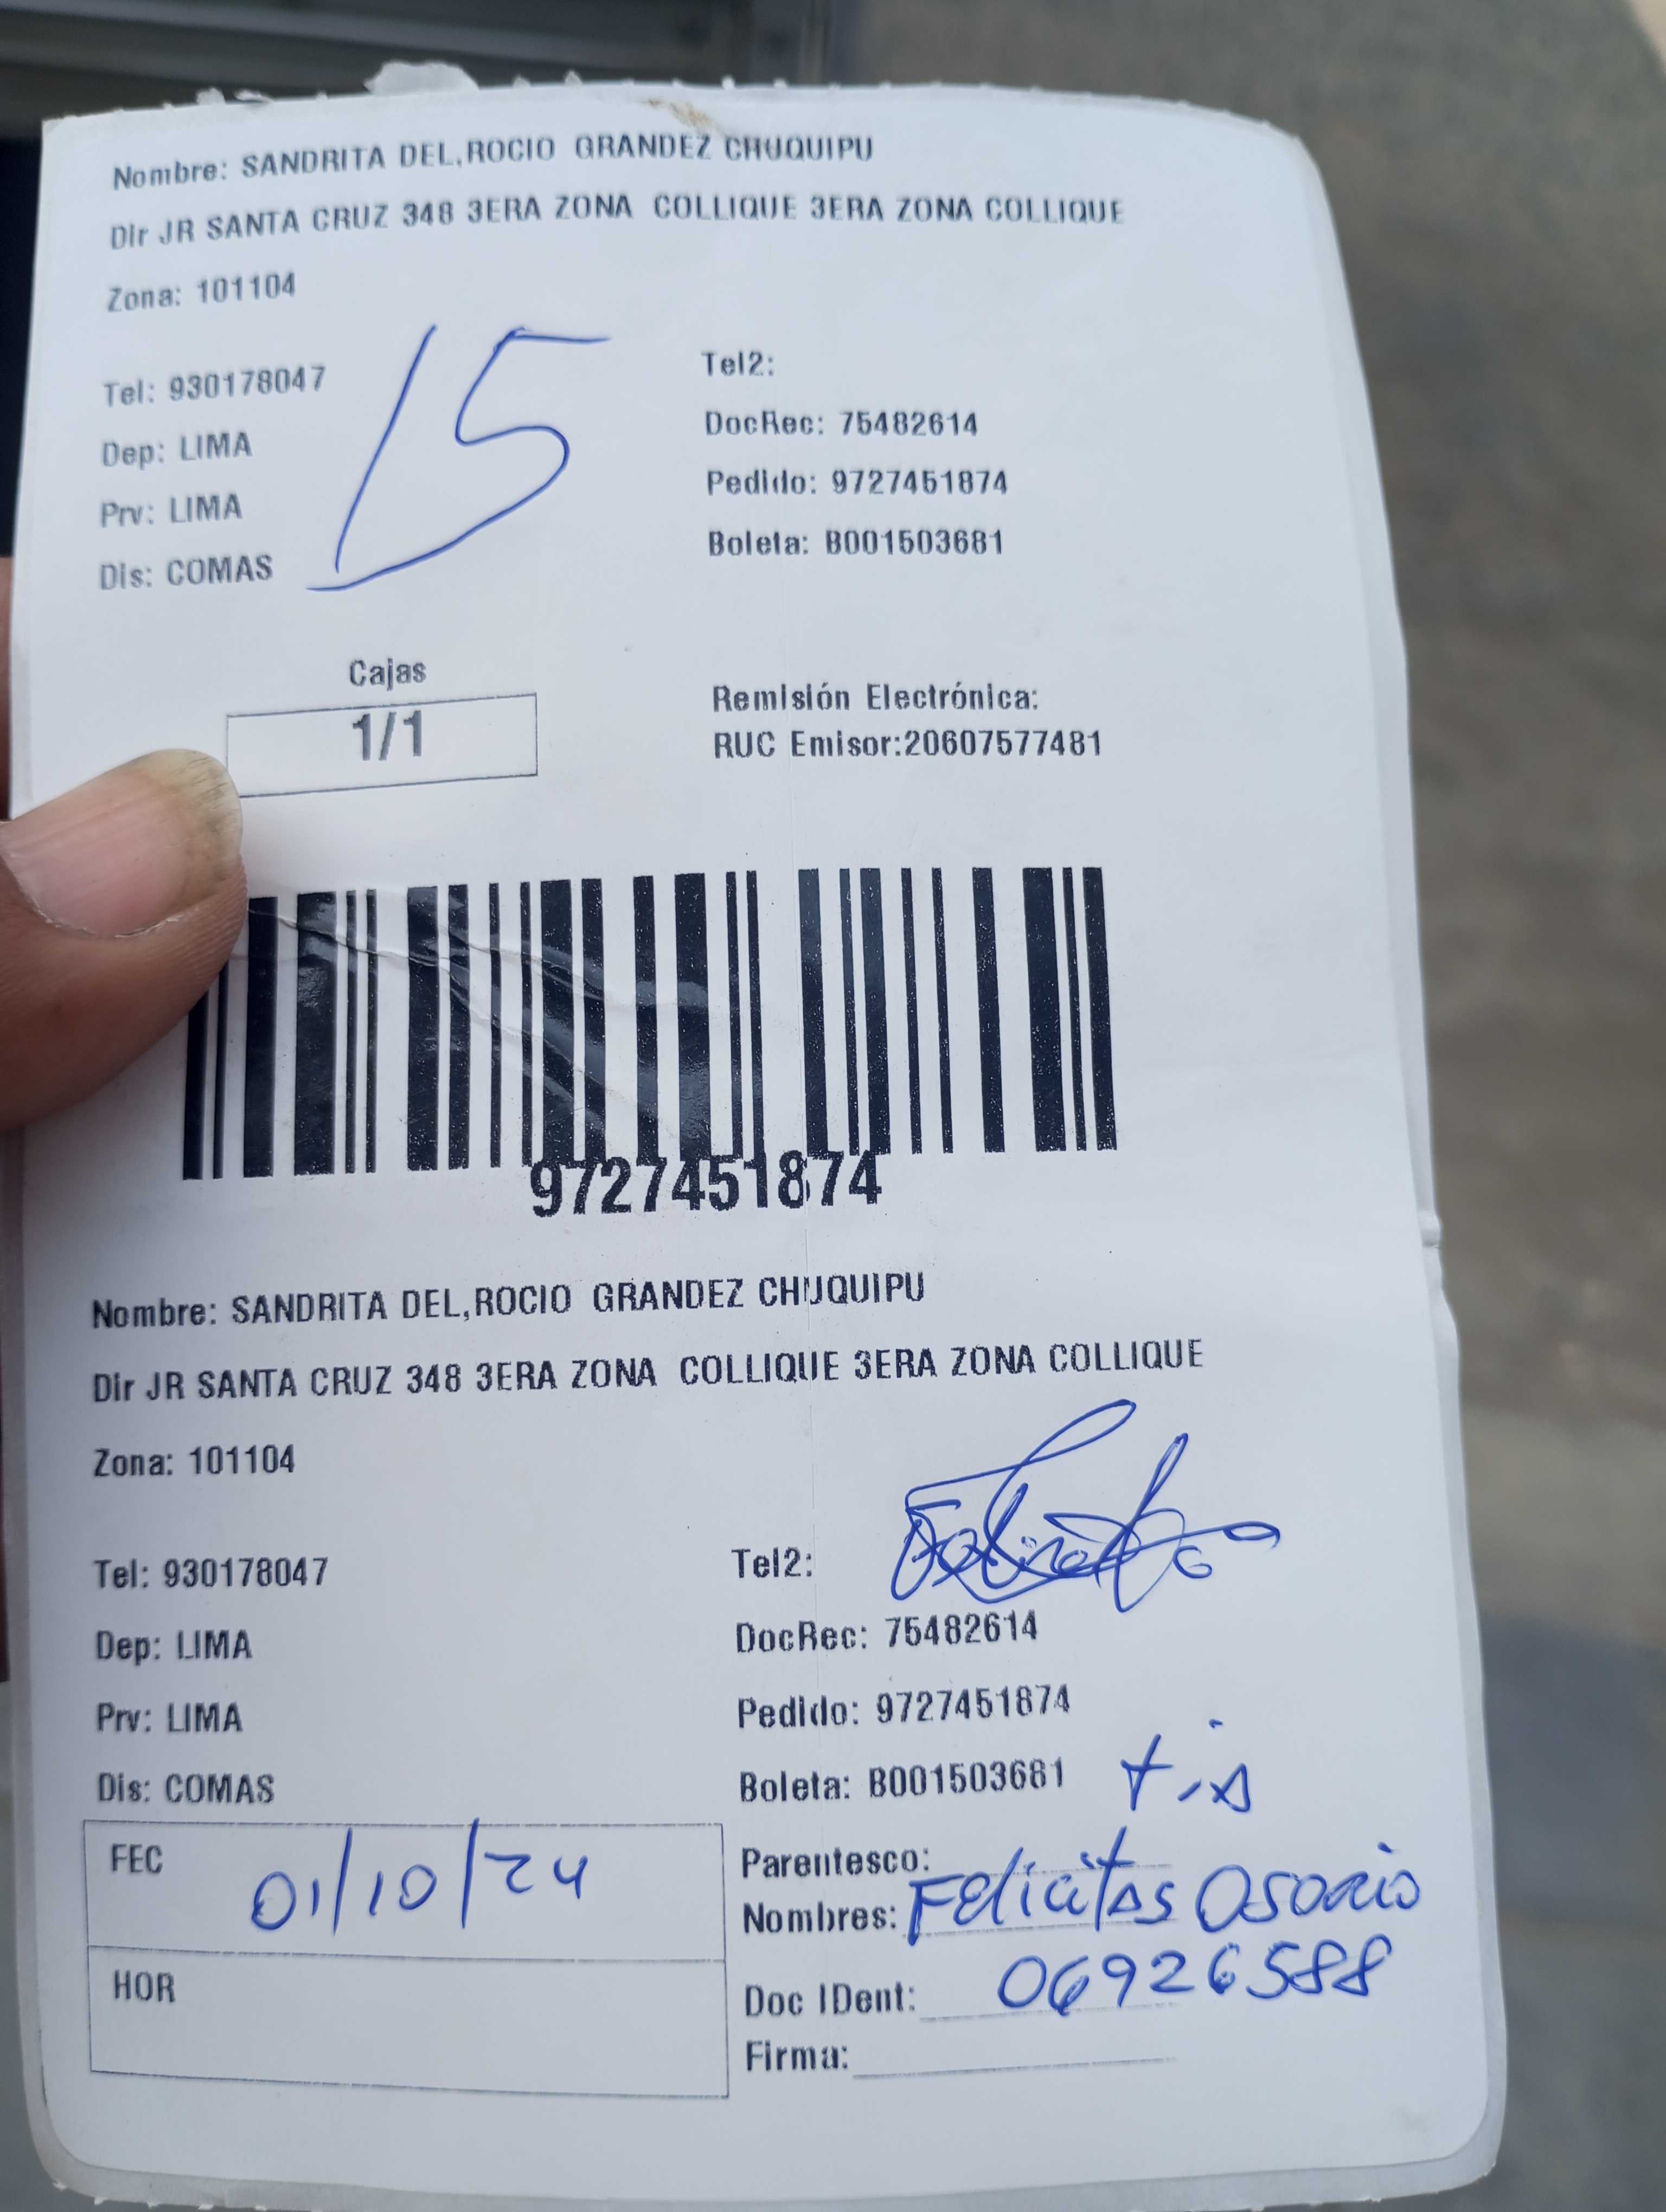 Nombre: SANDRITA DEL,ROCIO GRANDEZ CHUQUIPU
Dir JR SANTA CRUZ 348 3ERA ZONA COLLIQUE 3ERA ZONA COLLIQUE
Zona: 101104
15
Tel: 930178047
Tel2:
Dep: LIMA
DocRec: 75482614
Prv: LIMA
Pedido: 9727451874
Dis: COMAS
Boleta: B001503681
Cajas
1/1
Remisión Electrónica:
RUC Emisor:20607577481
9727451874
Nombre: SANDRITA DEL,ROCIO GRANDEZ CHUQUIPU
Dir JR SANTA CRUZ 348 3ERA ZONA COLLIQUE 3ERA ZONA COLLIQUE
Zona: 101104
Tel: 930178047
Tel2:
Dep: LIMA
DocRec: 75482614
Prv: LIMA
Pedido: 9727451874
Dis: COMAS
Boleta: B001503681
FEC 01/10/24
HOR
Parentesco: tia
Nombres: Felicitas Osorio
Doc IDent: 06926588
Firma: